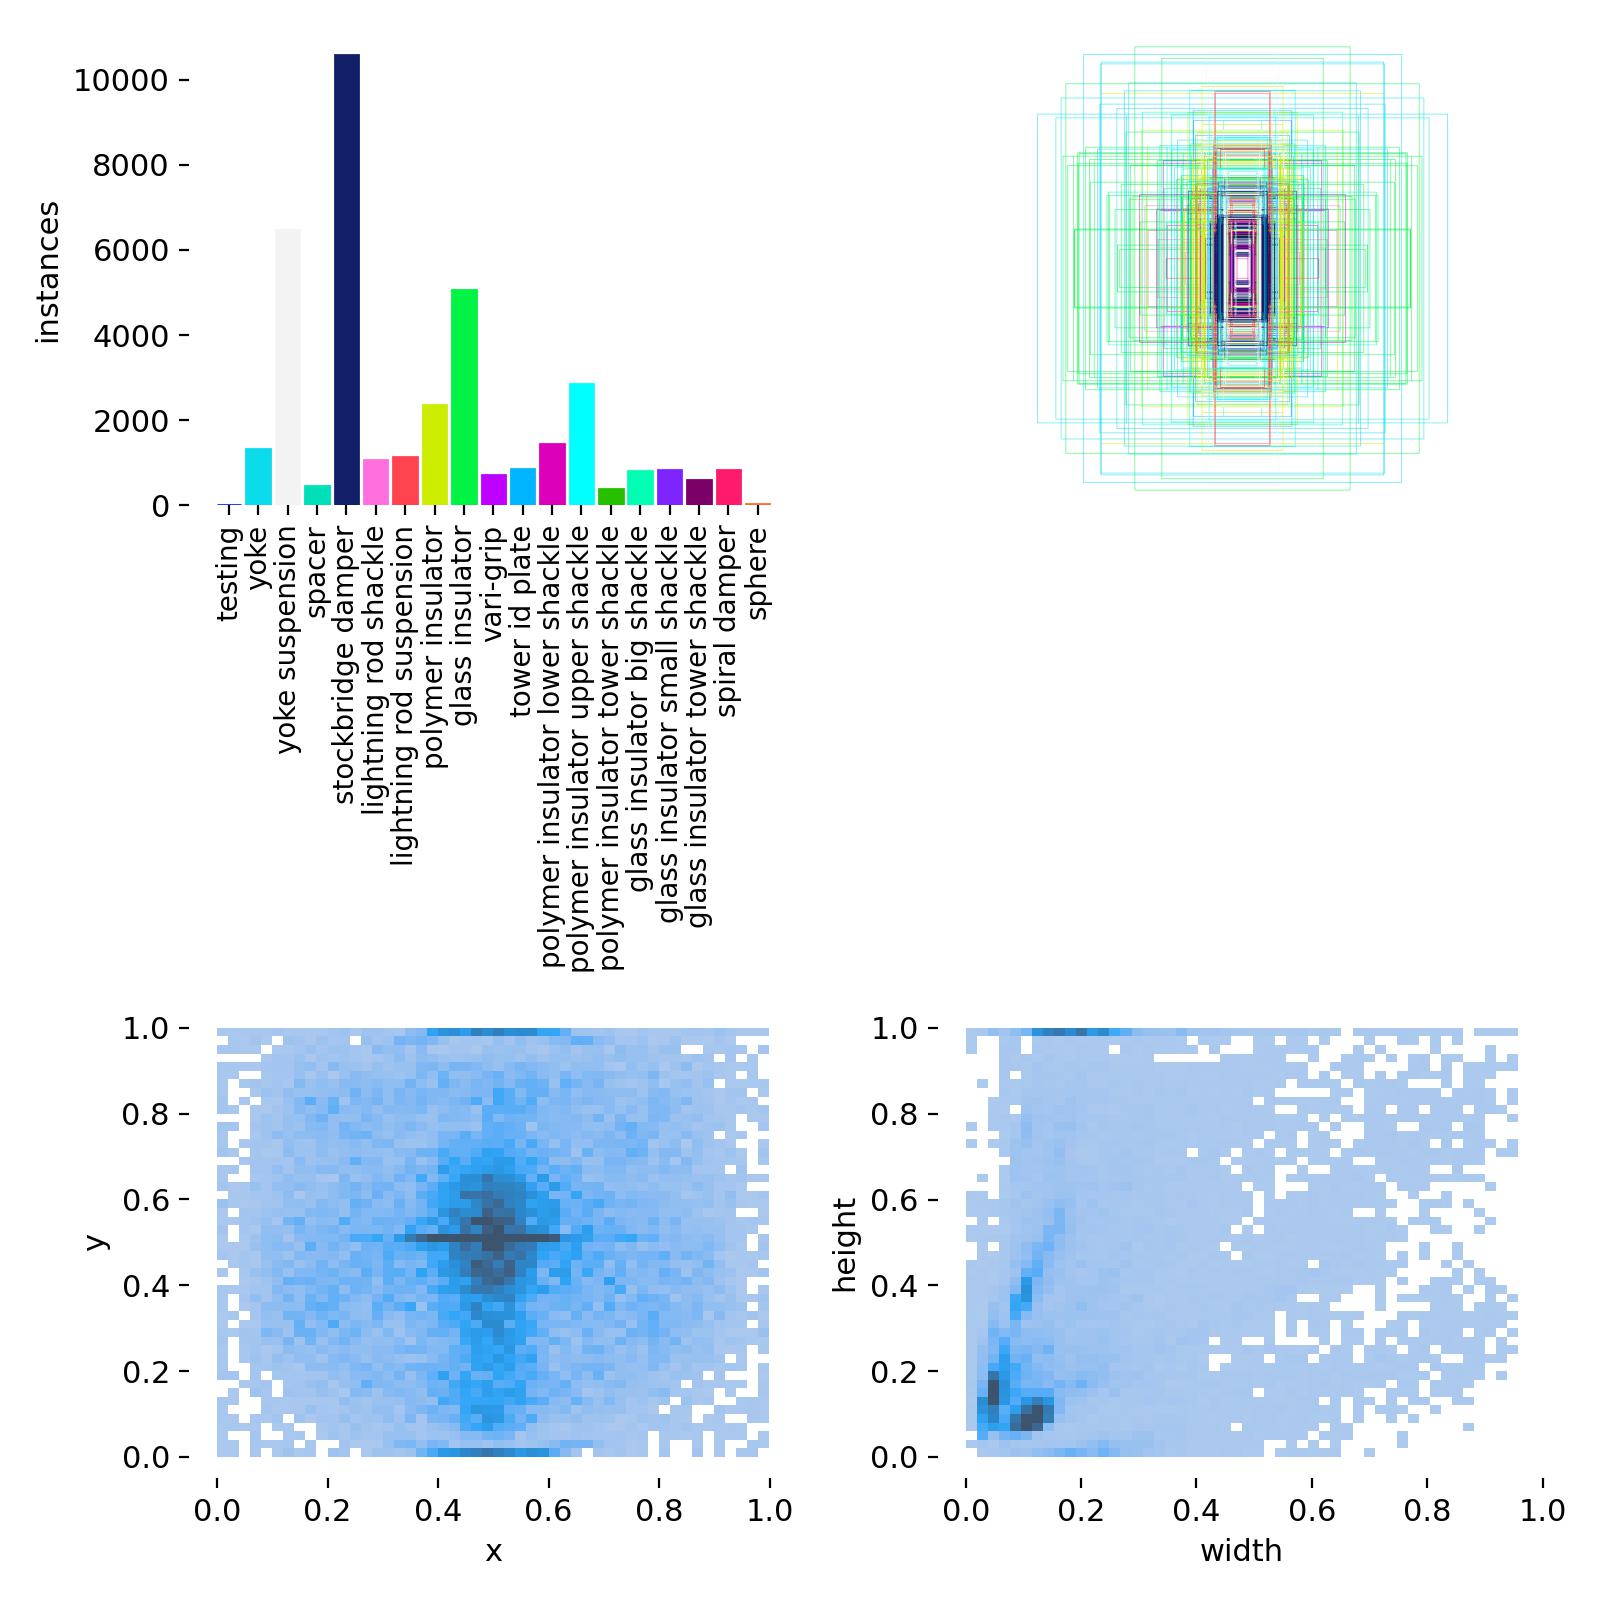 instances
10000
8000
6000
4000
2000
0
testing
yoke
yoke suspension
spacer
stockbridge damper
lightning rod shackle
lightning rod suspension
polymer insulator
glass insulator
vari-grip
tower id plate
polymer insulator lower shackle
polymer insulator upper shackle
polymer insulator tower shackle
glass insulator big shackle
glass insulator small shackle
glass insulator tower shackle
spiral damper
sphere
y
1.0
0.8
0.6
0.4
0.2
0.0
0.0 0.2 0.4 0.6 0.8 1.0
x
height
1.0
0.8
0.6
0.4
0.2
0.0
0.0 0.2 0.4 0.6 0.8 1.0
width